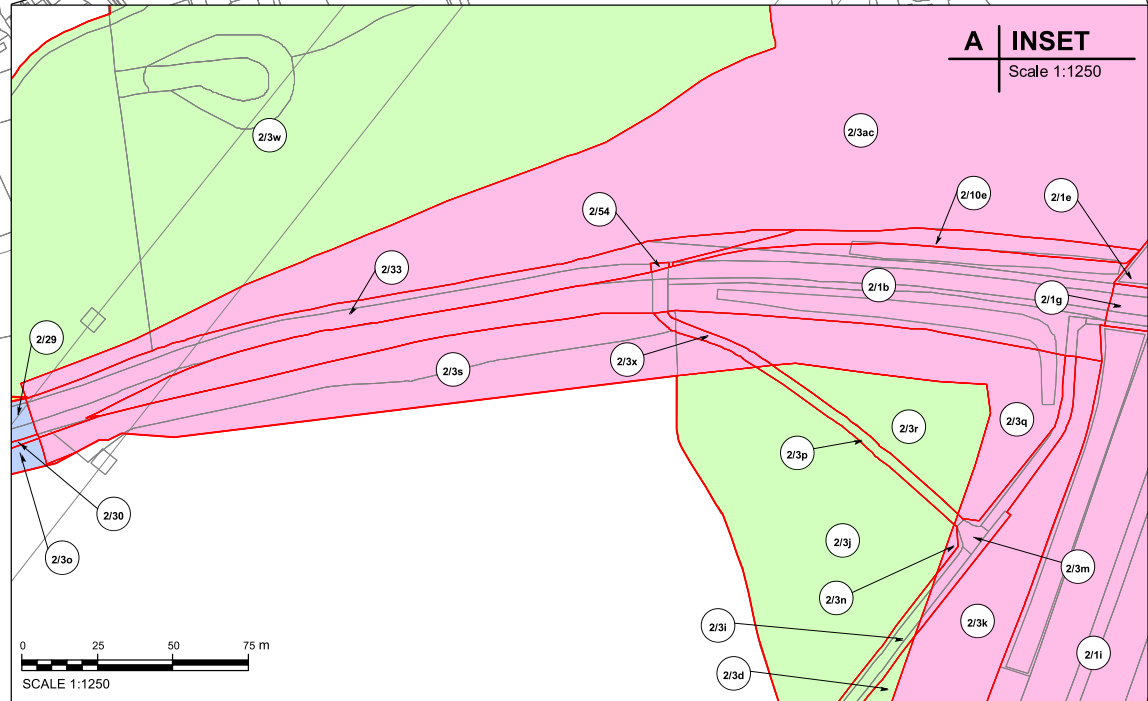 A INSET
Scale 1:1250
2/3w
2/3ac
2/10e
2/1e
2/54
2/33
2/1b
2/1g
2/29
2/3x
2/3s
2/3r
2/3q
2/3p
2/30
2/3j
2/3o
2/3m
2/3n
2/3k
2/3i
2/1i
2/3d
0 25 50 75 m
SCALE 1:1250